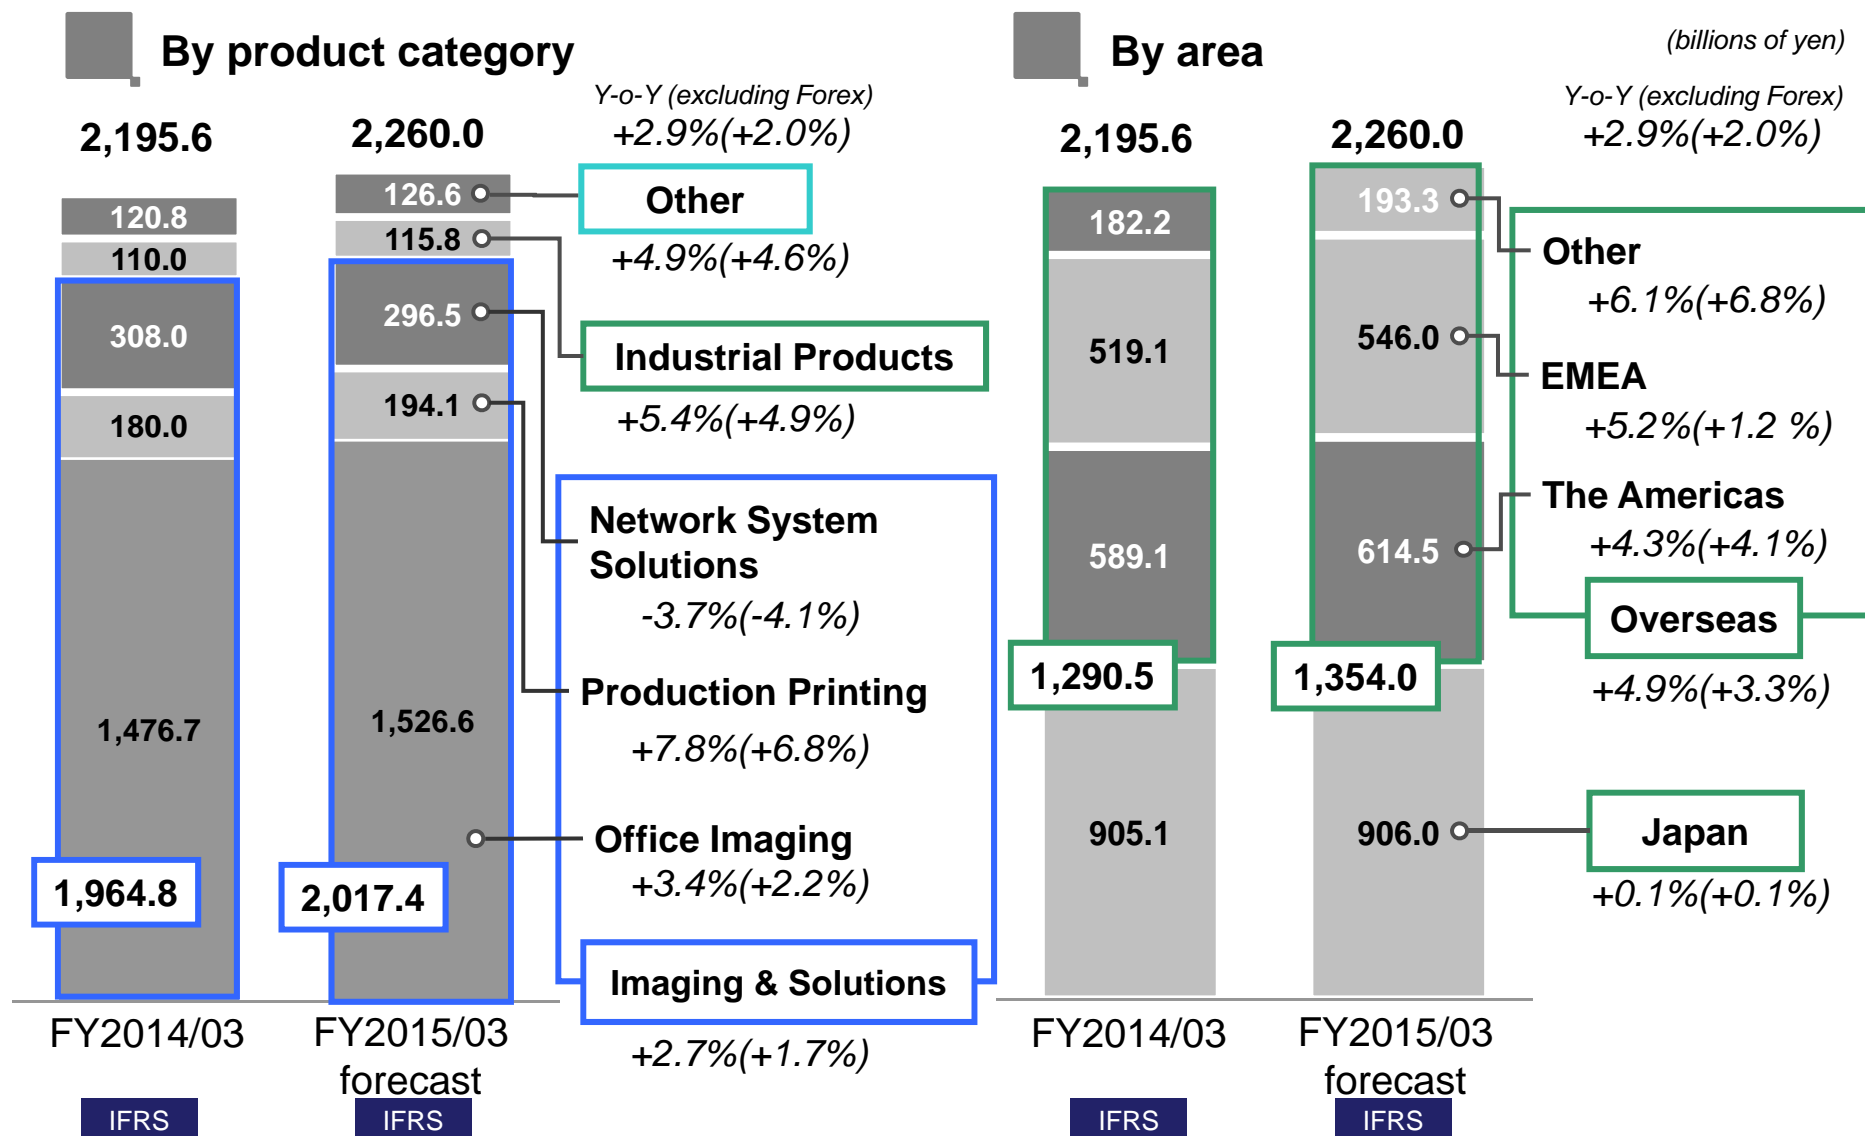 By product category
Y-o-Y (excluding Forex)
2,195.6
2,260.0
+2.9%(+2.0%)
120.8
126.6
Other
+4.9%(+4.6%)
110.0
115.8
Industrial Products
+5.4%(+4.9%)
308.0
296.5
Network System
Solutions
-3.7%(-4.1%)
180.0
194.1
Production Printing
+7.8%(+6.8%)
1,476.7
1,526.6
Office Imaging
+3.4%(+2.2%)
1,964.8
2,017.4
Imaging & Solutions
+2.7%(+1.7%)
FY2014/03
FY2015/03
forecast
IFRS
IFRS
By area
(billions of yen)
Y-o-Y (excluding Forex)
2,195.6
2,260.0
+2.9%(+2.0%)
182.2
193.3
Other
+6.1%(+6.8%)
519.1
546.0
EMEA
+5.2%(+1.2 %)
589.1
614.5
The Americas
+4.3%(+4.1%)
1,290.5
1,354.0
Overseas
+4.9%(+3.3%)
905.1
906.0
Japan
+0.1%(+0.1%)
FY2014/03
FY2015/03
forecast
IFRS
IFRS